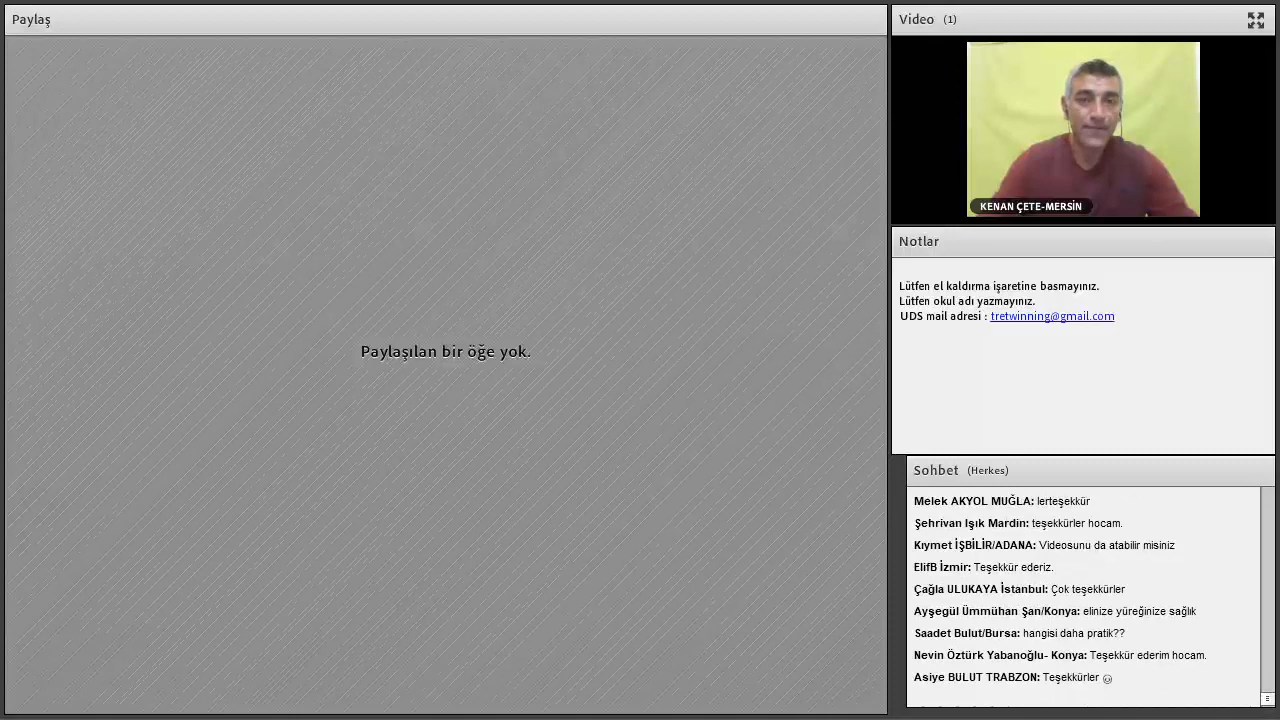 Paylaş
Paylaşılan bir öğe yok.
Video (1)
KENAN ÇETE-MERSİN
Notlar
Lütfen el kaldırma işaretine basmayınız.
Lütfen okul adı yazmayınız.
UDS mail adresi : tretwinning@gmail.com
Sohbet (Herkes)
Melek AKYOL MUĞLA: lerteşekkür
Şehrivan Işık Mardin: teşekkürler hocam.
Kıymet İŞBİLİR/ADANA: Videosunu da atabilir misiniz
ElifB İzmir: Teşekkür ederiz.
Çağla ULUKAYA İstanbul: Çok teşekkürler
Ayşegül Ümmühan Şan/Konya: elinize yüreğinize sağlık
Saadet Bulut/Bursa: hangisi daha pratik??
Nevin Öztürk Yabanoğlu- Konya: Teşekkür ederim hocam.
Asiye BULUT TRABZON: Teşekkürler